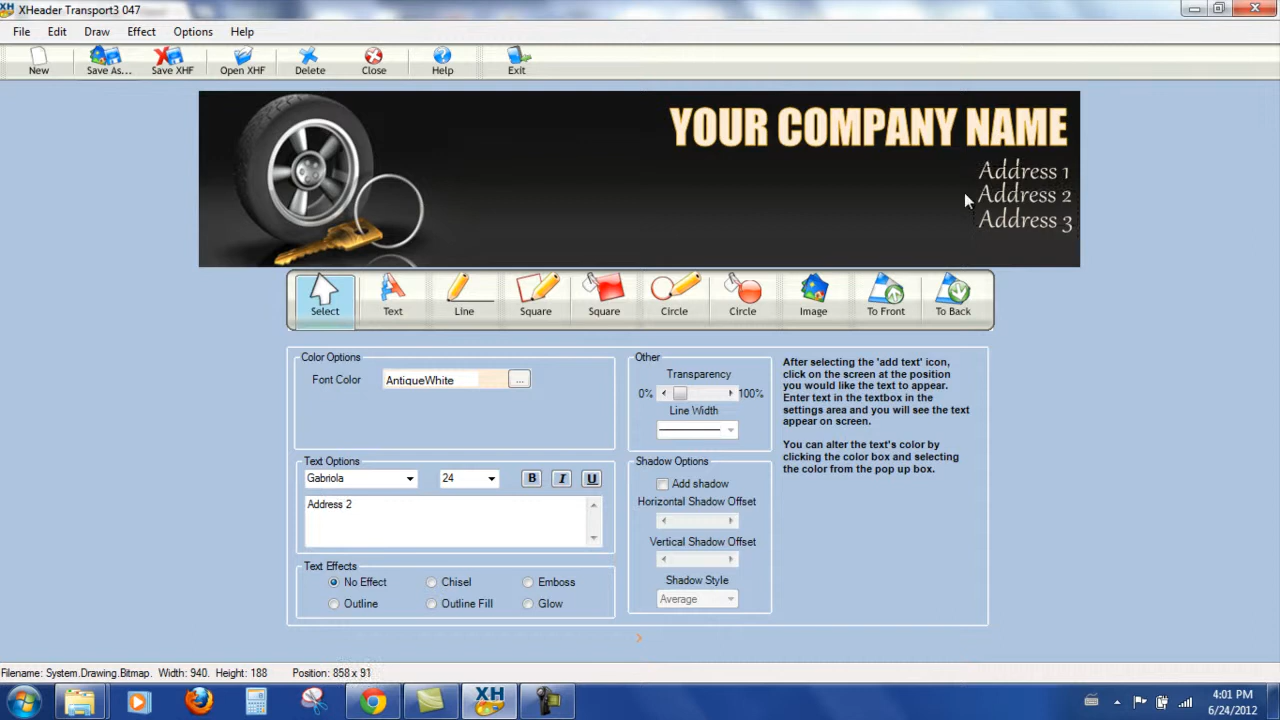 XH XHeader Transport3 047
File Edit Draw Effect Options Help
New Save As... Save XHF Open XHF Delete Close Help Exit
YOUR COMPANY NAME
Address 1
Address 2
Address 3
Select Text Line Square Square Circle Circle Image To Front To Back
Color Options
Font Color AntiqueWhite ...
Other
Transparency
0% 100%
Line Width
After selecting the 'add text' icon,
click on the screen at the position
you would like the text to appear.
Enter text in the textbox in the
settings area and you will see the text
appear on screen.
You can alter the text's color by
clicking the color box and selecting
the color from the pop up box.
Text Options
Gabriola 24 B I U
Address 2
Shadow Options
Add shadow
Horizontal Shadow Offset
Vertical Shadow Offset
Shadow Style
Average
Text Effects
No Effect Chisel Emboss
Outline Outline Fill Glow
Filename: System.Drawing.Bitmap. Width: 940. Height: 188 Position: 858 x 91
XH
4:01 PM
6/24/2012